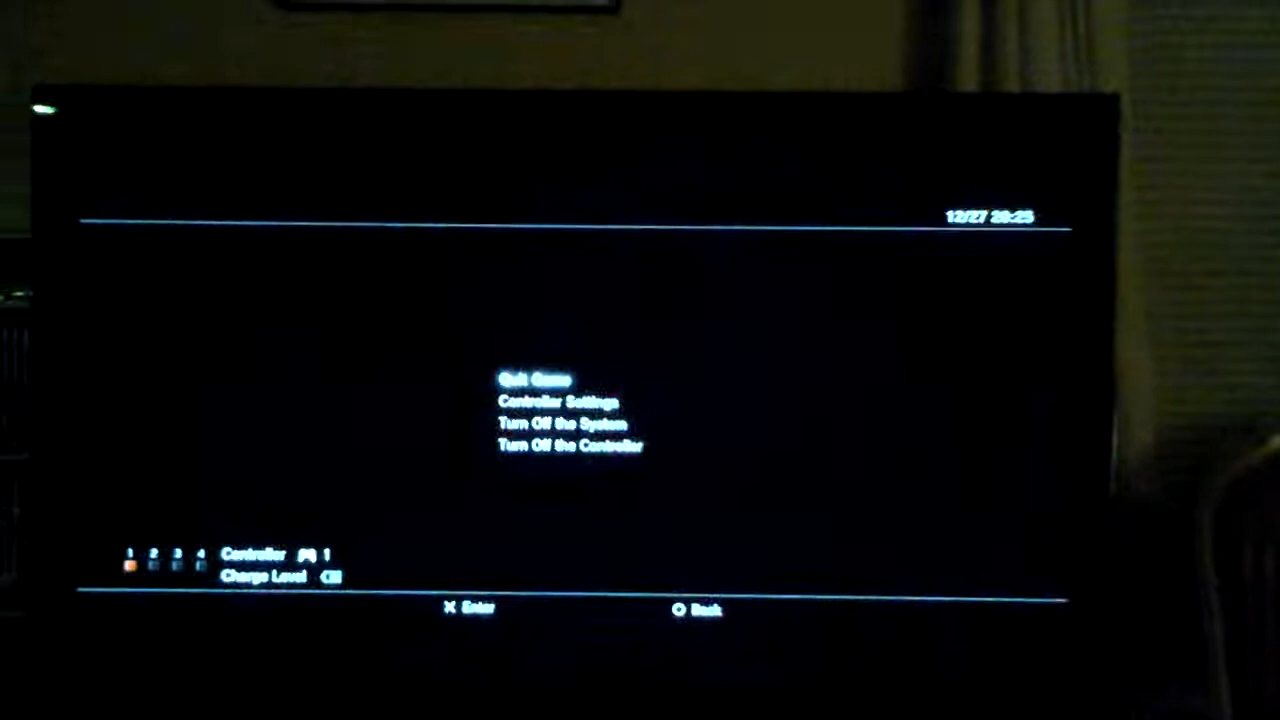 12/27 20:25
Quit Game
Controller Settings
Turn Off the System
Turn Off the Controller
1 2 3 4 Controller 1
Charge Level
X Enter
O Back